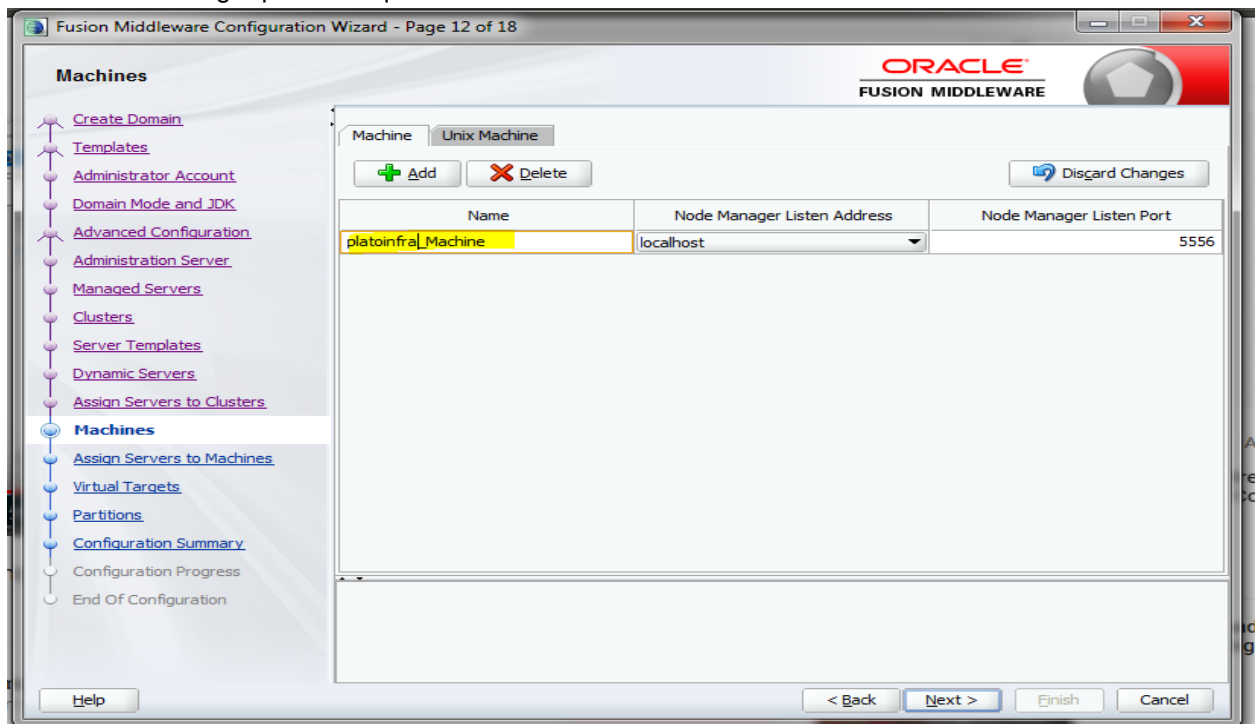 Fusion Middleware Configuration Wizard - Page 12 of 18
Machines
ORACLE
FUSION MIDDLEWARE
Create Domain
Templates
Administrator Account
Domain Mode and JDK
Advanced Configuration
Administration Server
Managed Servers
Clusters
Server Templates
Dynamic Servers
Assign Servers to Clusters
Machines
Assign Servers to Machines
Virtual Targets
Partitions
Configuration Summary
Configuration Progress
End Of Configuration
Machine Unix Machine
Add Delete Discard Changes
Name Node Manager Listen Address Node Manager Listen Port
platoinfra_Machine localhost 5556
Help < Back Next > Finish Cancel